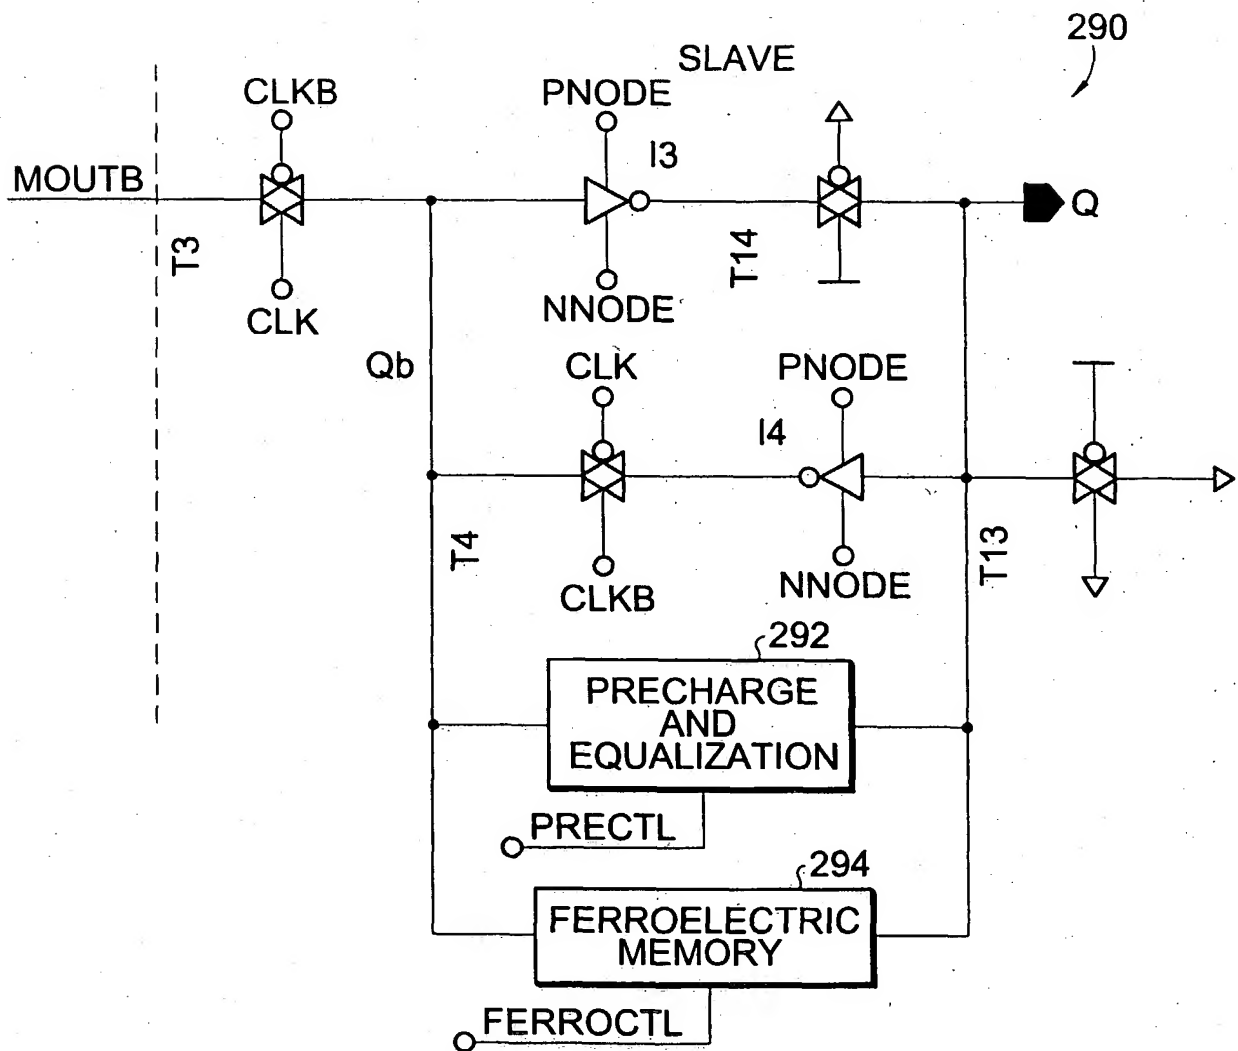 290
SLAVE
CLKB
PNODE
I3
MOUTB
Q
T3
T14
CLK
NNODE
Qb
CLK
PNODE
I4
T4
T13
CLKB
NNODE
292
PRECHARGE
AND
EQUALIZATION
PRECTL
294
FERROELECTRIC
MEMORY
FERROCTL